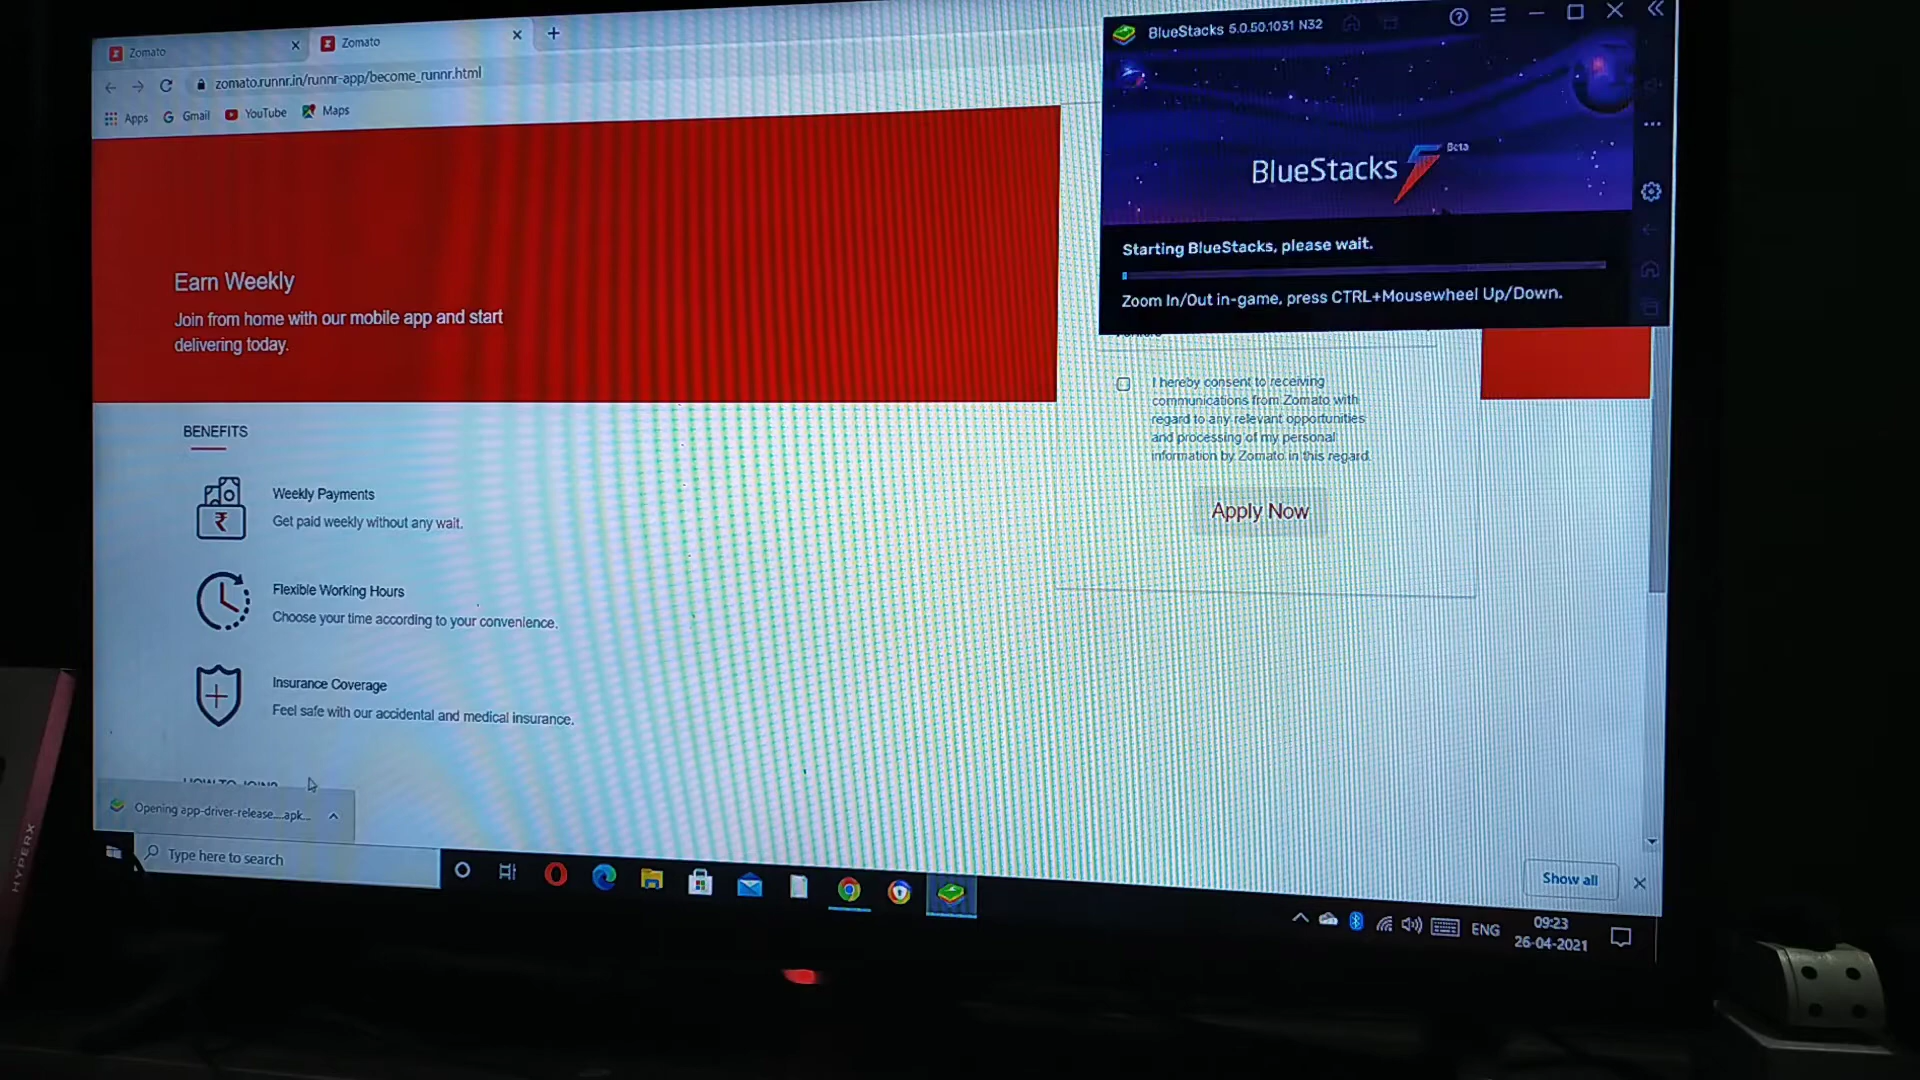 Zomato
Zomato
zomato.runnr.in/runnr-app/become_runnr.html
Apps
Gmail
YouTube
Maps
BlueStacks 5.0.50.1031 N32
BlueStacks
Beta
Starting BlueStacks, please wait.
Zoom In/Out in-game, press CTRL+Mousewheel Up/Down.
Earn Weekly
Join from home with our mobile app and start
delivering today.
I hereby consent to receiving
communications from Zomato with
regard to any relevant opportunities
and processing of my personal
information by Zomato in this regard.
Apply Now
BENEFITS
Weekly Payments
Get paid weekly without any wait.
Flexible Working Hours
Choose your time according to your convenience.
Insurance Coverage
Feel safe with our accidental and medical insurance.
Opening app-driver-release....apk...
Show all
Type here to search
ENG
09:23
26-04-2021
HYPERX